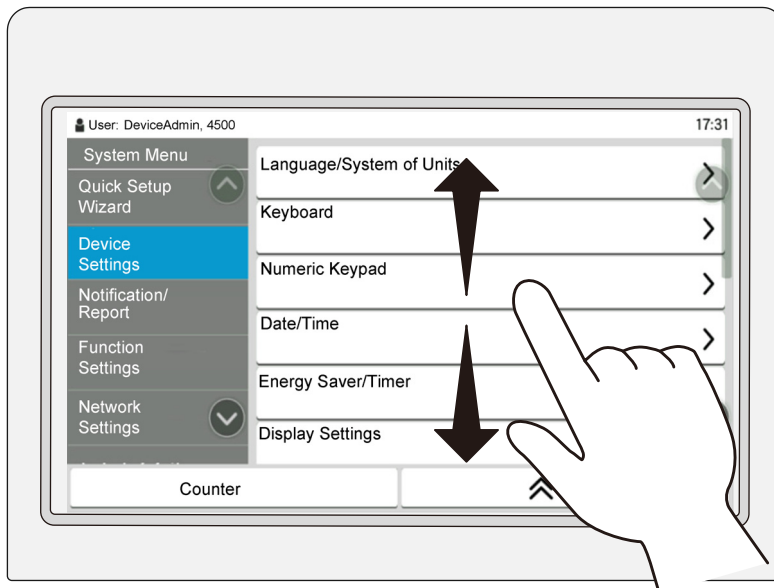 User: DeviceAdmin, 4500
17:31
System Menu
Quick Setup
Wizard
Device
Settings
Notification/
Report
Function
Settings
Network
Settings
Language/System of Units
Keyboard
Numeric Keypad
Date/Time
Energy Saver/Timer
Display Settings
Counter